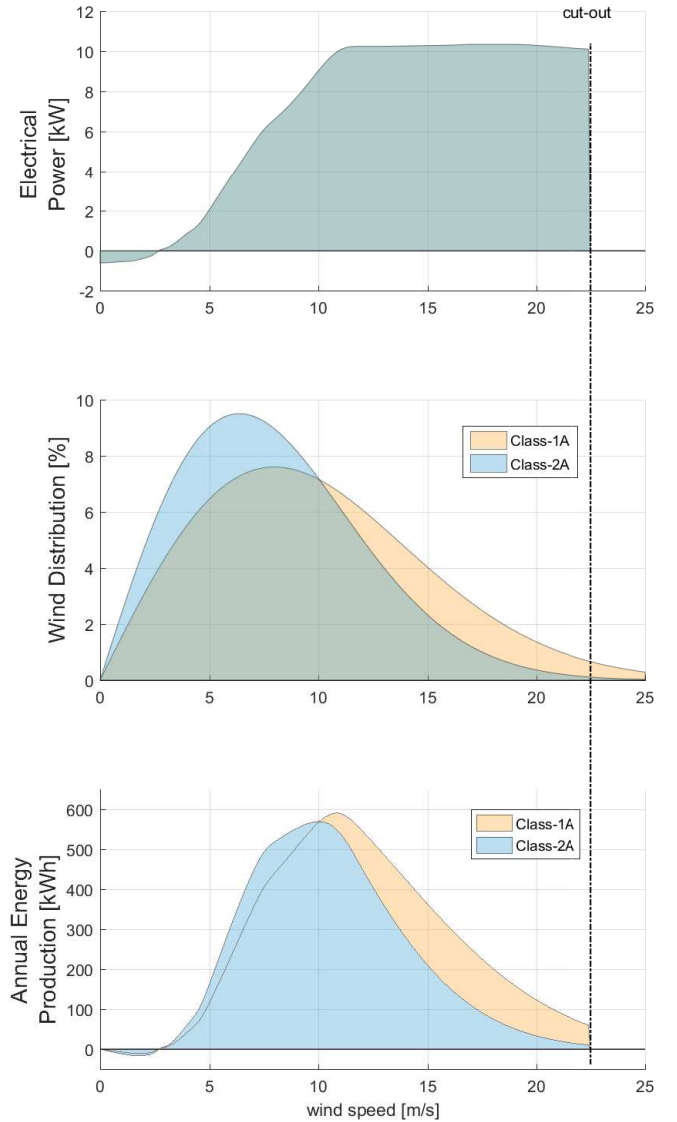 cut-out
Electrical
Power [kW]
12
10
8
6
4
2
0
-2
0 5 10 15 20 25
Wind Distribution [%]
10
8
6
4
2
0
Class-1A
Class-2A
0 5 10 15 20 25
Annual Energy
Production [kWh]
600
500
400
300
200
100
0
Class-1A
Class-2A
0 5 10 15 20 25
wind speed [m/s]